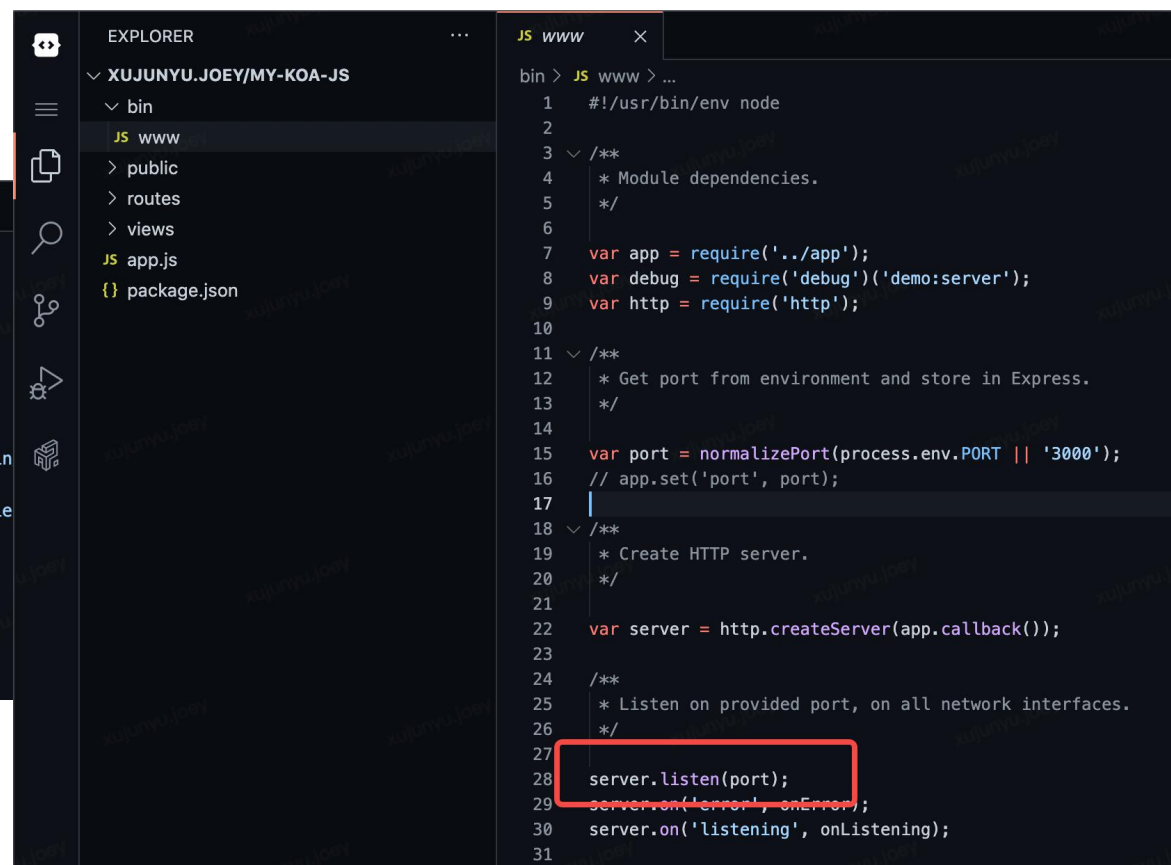 EXPLORER
XUJUNYU.JOEY/MY-KOA-JS
bin
JS www
public
routes
views
JS app.js
{} package.json
in
le
JS www
bin > JS www > ...
1 #!/usr/bin/env node
2
3 /**
4 * Module dependencies.
5 */
6
7 var app = require('../app');
8 var debug = require('debug')('demo:server');
9 var http = require('http');
10
11 /**
12 * Get port from environment and store in Express.
13 */
14
15 var port = normalizePort(process.env.PORT || '3000');
16 // app.set('port', port);
17
18 /**
19 * Create HTTP server.
20 */
21
22 var server = http.createServer(app.callback());
23
24 /**
25 * Listen on provided port, on all network interfaces.
26 */
27
28 server.listen(port);
29 server.on('error', onError);
30 server.on('listening', onListening);
31
xujunyu.joey